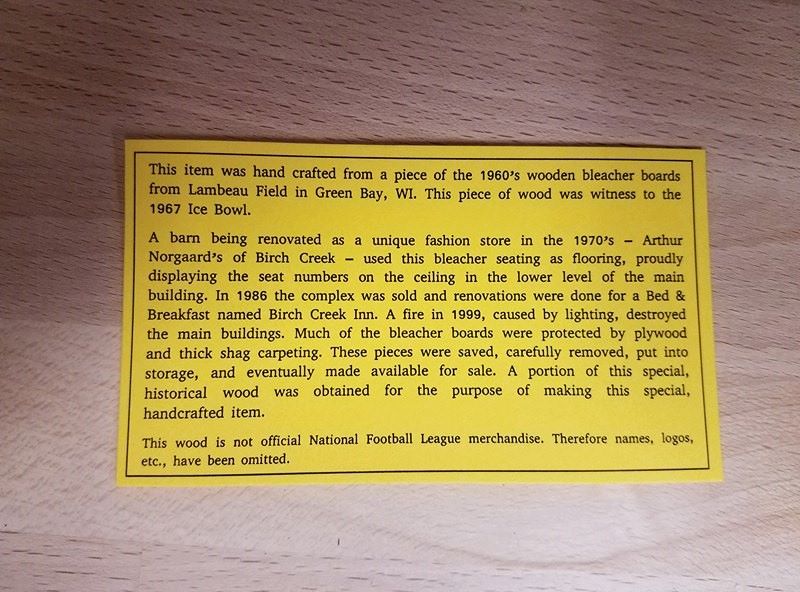 This item was hand crafted from a piece of the 1960's wooden bleacher boards
from Lambeau Field in Green Bay, WI. This piece of wood was witness to the
1967 Ice Bowl.
A barn being renovated as a unique fashion store in the 1970's – Arthur
Norgaard's of Birch Creek – used this bleacher seating as flooring, proudly
displaying the seat numbers on the ceiling in the lower level of the main
building. In 1986 the complex was sold and renovations were done for a Bed &
Breakfast named Birch Creek Inn. A fire in 1999, caused by lighting, destroyed
the main buildings. Much of the bleacher boards were protected by plywood
and thick shag carpeting. These pieces were saved, carefully removed, put into
storage, and eventually made available for sale. A portion of this special,
historical wood was obtained for the purpose of making this special,
handcrafted item.
This wood is not official National Football League merchandise. Therefore names, logos,
etc., have been omitted.